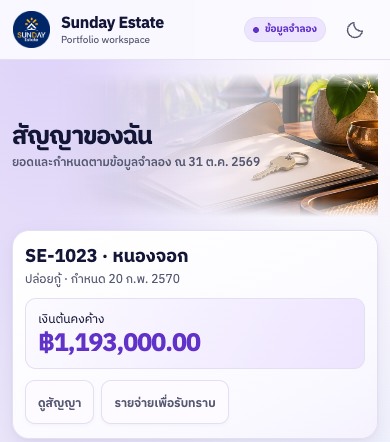 SUNDAY
Estate
Sunday Estate
Portfolio workspace
ข้อมูลจำลอง
สัญญาของฉัน
ยอดและกำหนดตามข้อมูลจำลอง ณ 31 ต.ค. 2569
SE-1023 · หนองจอก
ปล่อยกู้ · กำหนด 20 ก.พ. 2570
เงินต้นคงค้าง
฿1,193,000.00
ดูสัญญา
รายจ่ายเพื่อรับทราบ